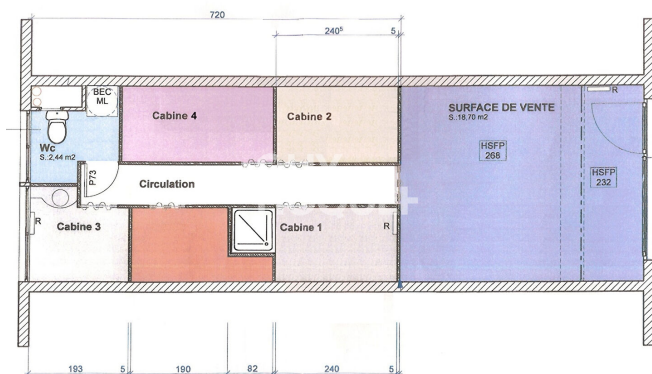 720
240⁵ 5
BEC
ML
Cabine 4
Cabine 2
SURFACE DE VENTE
S.:18,70 m2
R
Wc
S.:2,44 m2
HSFP
268
P73
Circulation
HSFP
232
R
Cabine 3
Cabine 1
R
193 5 190 82 240 5